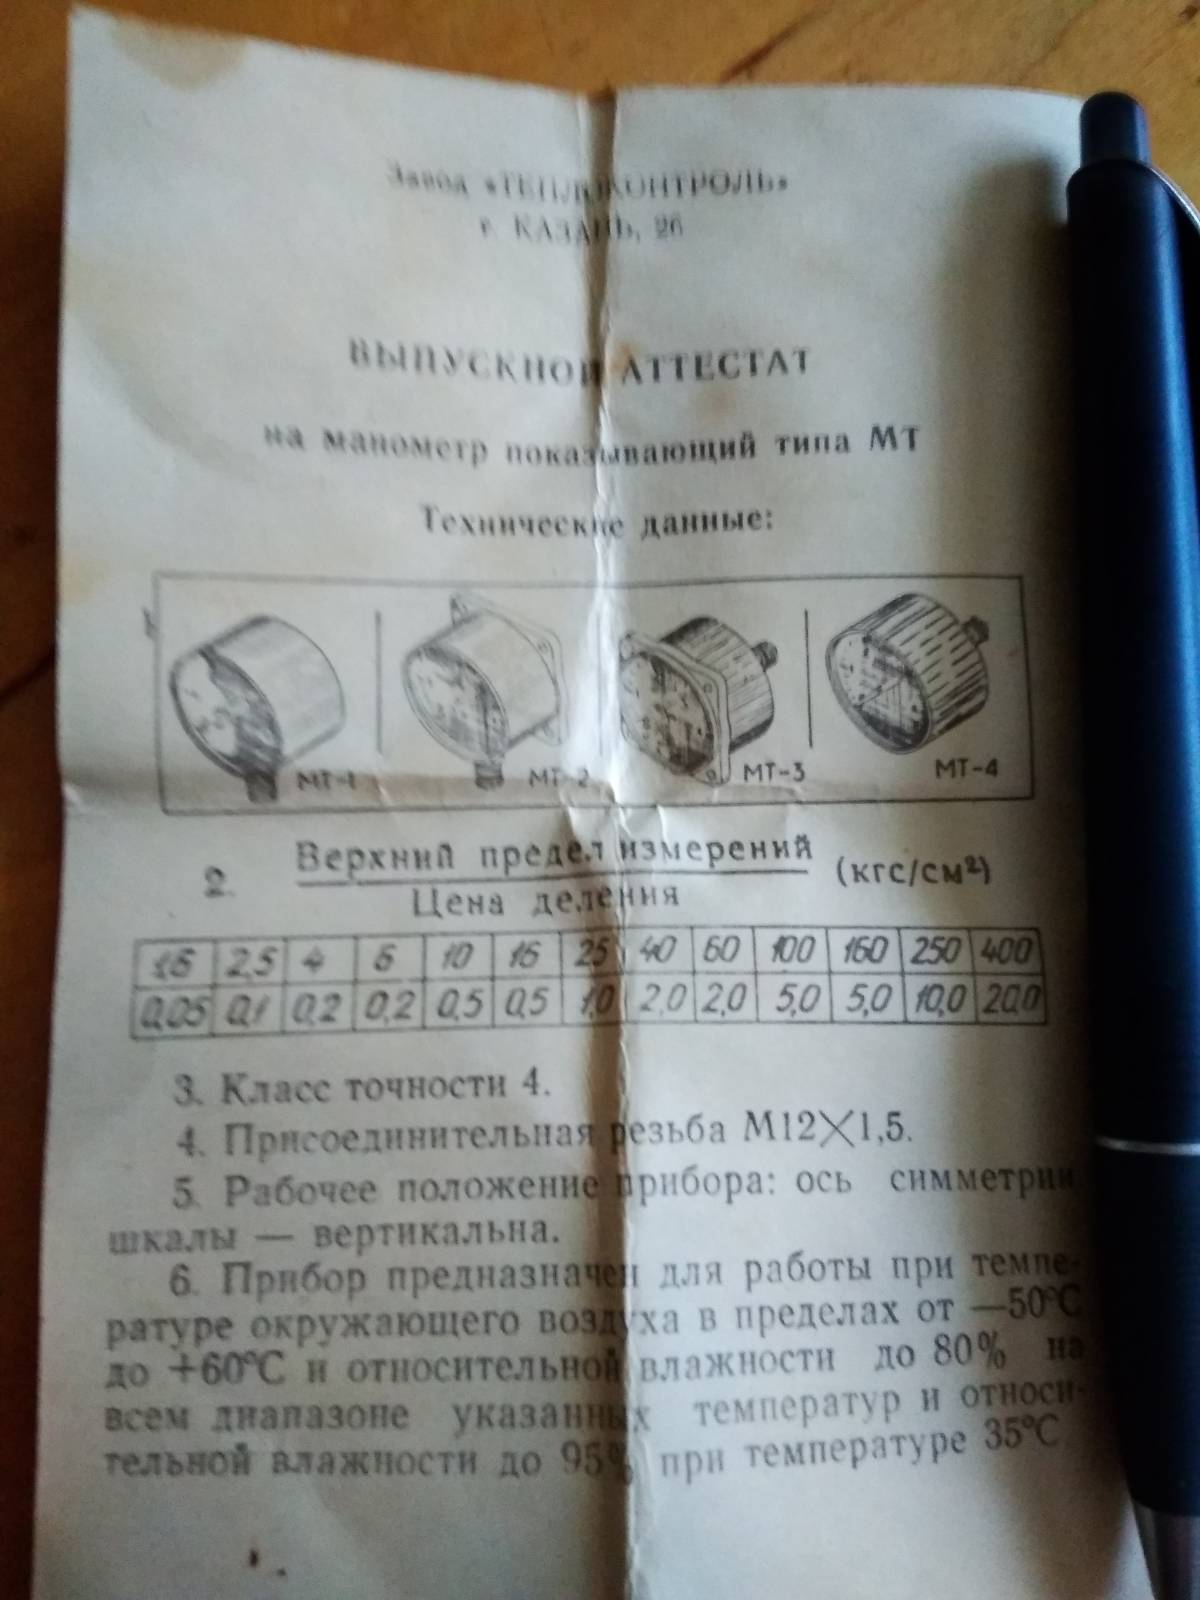 Завод «ТЕПЛОКОНТРОЛЬ»
г. КАЗАНЬ, 26
ВЫПУСКНОЙ АТТЕСТАТ
на манометр показывающий типа МТ
Технические данные:
МТ-1 МТ-2 МТ-3 МТ-4
2. Верхний предел измерений (кгс/см²)
Цена деления
1,6 2,5 4 6 10 16 25 40 60 100 160 250 400
0,05 0,1 0,2 0,2 0,5 0,5 1,0 2,0 2,0 5,0 5,0 10,0 20,0
3. Класс точности 4.
4. Присоединительная резьба М12×1,5.
5. Рабочее положение прибора: ось симметрии
шкалы — вертикальна.
6. Прибор предназначен для работы при темпе-
ратуре окружающего воздуха в пределах от —50°С
до +60°С и относительной влажности до 80% на
всем диапазоне указанных температур и относи-
тельной влажности до 95% при температуре 35°С